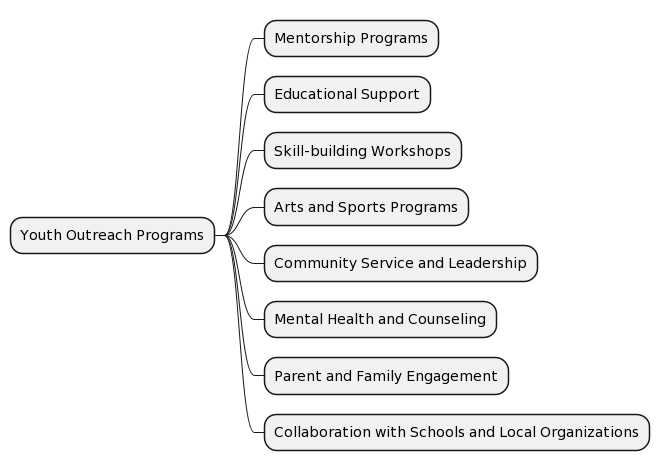 Mentorship Programs
Educational Support
Skill-building Workshops
Arts and Sports Programs
Youth Outreach Programs
Community Service and Leadership
Mental Health and Counseling
Parent and Family Engagement
Collaboration with Schools and Local Organizations